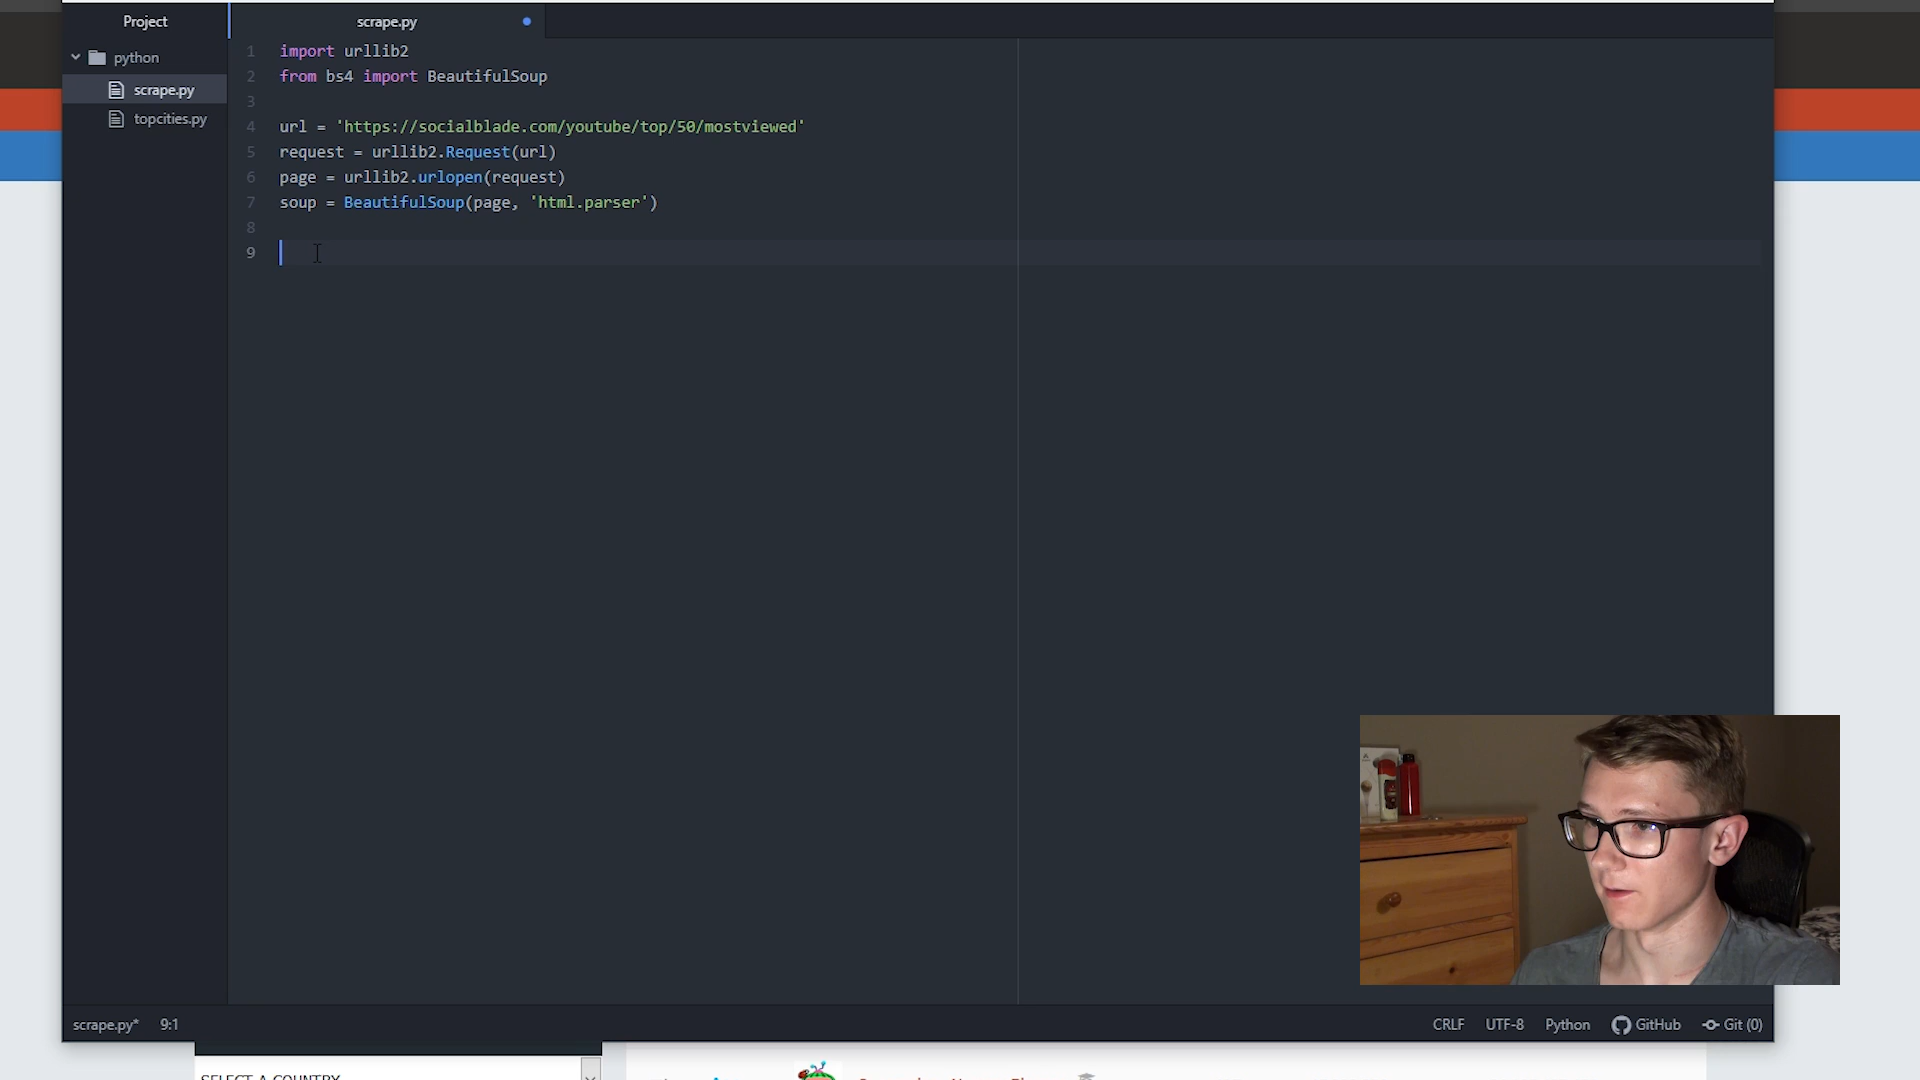 Project
scrape.py
python
scrape.py
topcities.py
1 import urllib2
2 from bs4 import BeautifulSoup
3
4 url = 'https://socialblade.com/youtube/top/50/mostviewed'
5 request = urllib2.Request(url)
6 page = urllib2.urlopen(request)
7 soup = BeautifulSoup(page, 'html.parser')
8
9
scrape.py* 9:1 CRLF UTF-8 Python GitHub Git (0)
SELECT A COUNTRY